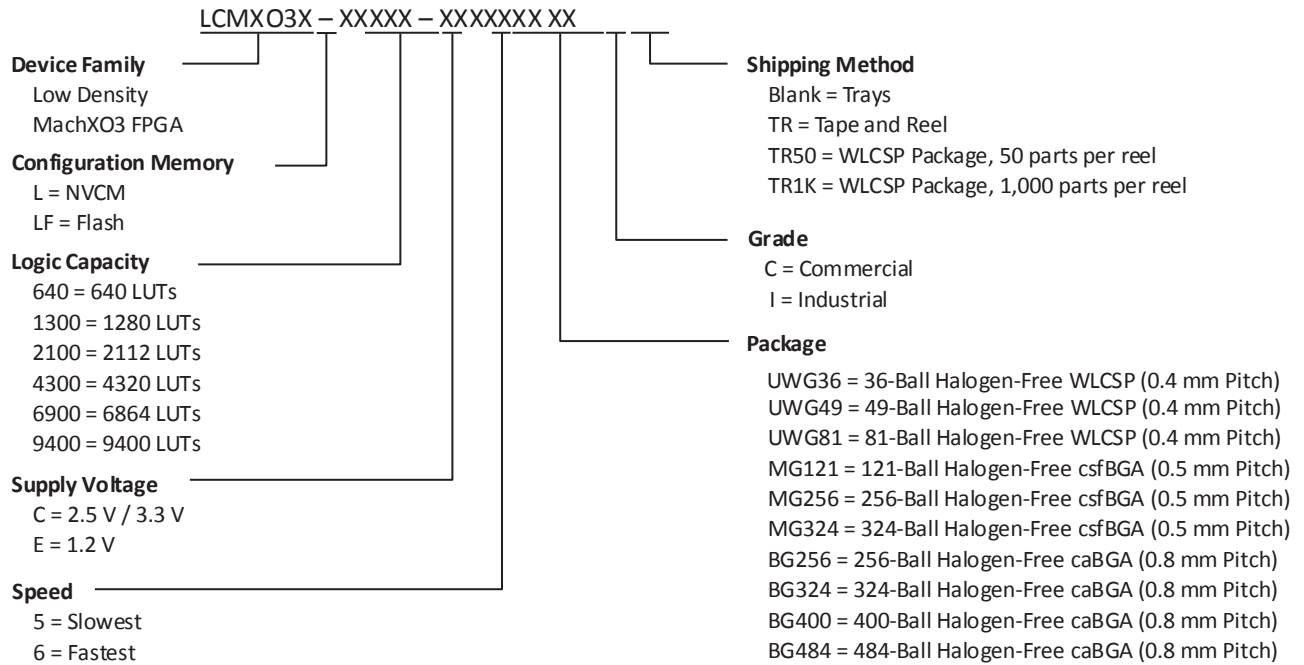 LCMXO3X – XXXXX – XXXXXXX XX
Device Family
Low Density
MachXO3 FPGA
Configuration Memory
L = NVCM
LF = Flash
Logic Capacity
640 = 640 LUTs
1300 = 1280 LUTs
2100 = 2112 LUTs
4300 = 4320 LUTs
6900 = 6864 LUTs
9400 = 9400 LUTs
Supply Voltage
C = 2.5 V / 3.3 V
E = 1.2 V
Speed
5 = Slowest
6 = Fastest
Shipping Method
Blank = Trays
TR = Tape and Reel
TR50 = WLCSP Package, 50 parts per reel
TR1K = WLCSP Package, 1,000 parts per reel
Grade
C = Commercial
I = Industrial
Package
UWG36 = 36-Ball Halogen-Free WLCSP (0.4 mm Pitch)
UWG49 = 49-Ball Halogen-Free WLCSP (0.4 mm Pitch)
UWG81 = 81-Ball Halogen-Free WLCSP (0.4 mm Pitch)
MG121 = 121-Ball Halogen-Free csfBGA (0.5 mm Pitch)
MG256 = 256-Ball Halogen-Free csfBGA (0.5 mm Pitch)
MG324 = 324-Ball Halogen-Free csfBGA (0.5 mm Pitch)
BG256 = 256-Ball Halogen-Free caBGA (0.8 mm Pitch)
BG324 = 324-Ball Halogen-Free caBGA (0.8 mm Pitch)
BG400 = 400-Ball Halogen-Free caBGA (0.8 mm Pitch)
BG484 = 484-Ball Halogen-Free caBGA (0.8 mm Pitch)